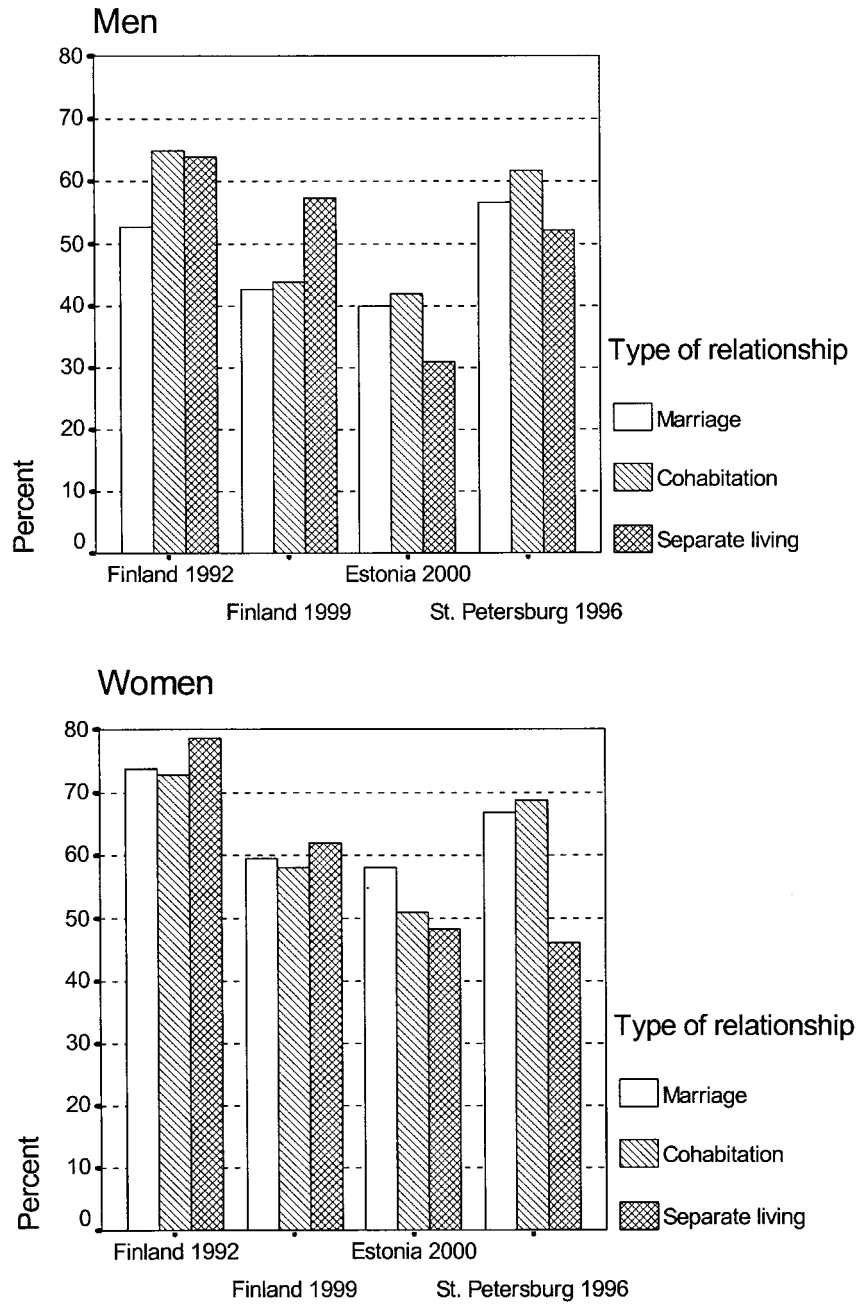 Men
80
70
60
50
40
30
20
10
0
Percent
Finland 1992
Estonia 2000
Finland 1999
St. Petersburg 1996
Type of relationship
Marriage
Cohabitation
Separate living
Women
80
70
60
50
40
30
20
10
0
Percent
Finland 1992
Estonia 2000
Finland 1999
St. Petersburg 1996
Type of relationship
Marriage
Cohabitation
Separate living